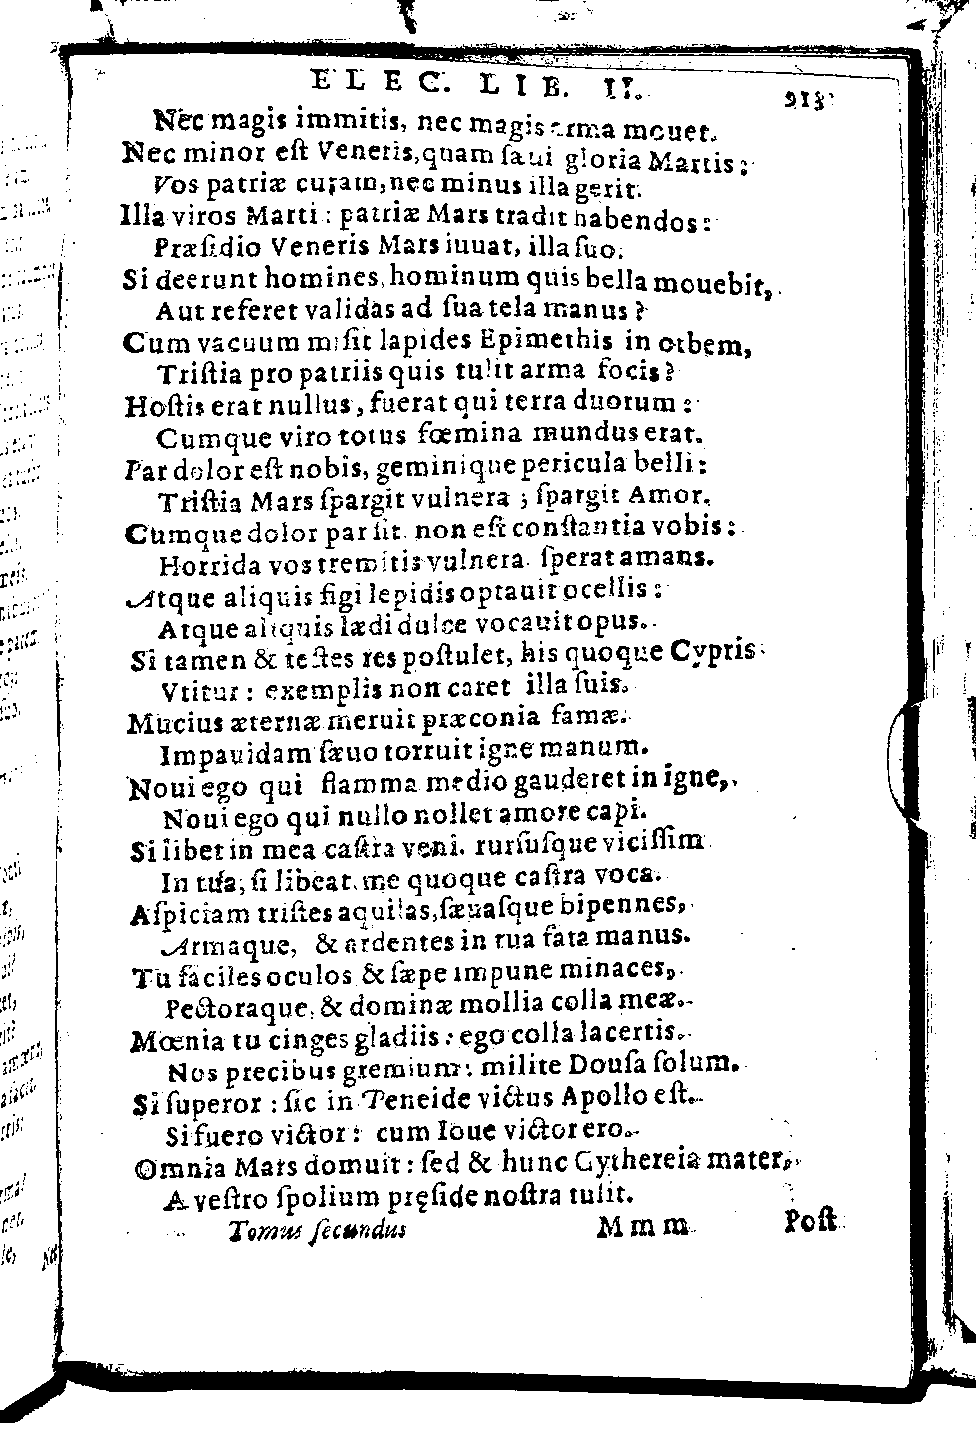 ELEC. LIB. II. 913
Nec magis immitis, nec magis arma mouet.
Nec minor eſt Veneris, quam ſæui gloria Martis:
Vos patriæ curam, nec minus illa gerit.
Illa viros Marti: patriæ Mars tradit habendos:
Præſidio Veneris Mars iuuat, illa ſuo.
Si deerunt homines, hominum quis bella mouebit,
Aut referet validas ad ſua tela manus?
Cum vacuum miſit lapides Epimethis in orbem,
Triſtia pro patriis quis tulit arma focis?
Hoſtis erat nullus, fuerat qui terra duorum:
Cumque viro totus fœmina mundus erat.
Par dolor eſt nobis, geminique pericula belli:
Triſtia Mars ſpargit vulnera; ſpargit Amor.
Cumque dolor par ſit. non eſt conſtantia vobis:
Horrida vos tremitis vulnera. ſperat amans.
Atque aliquis figi lepidis optauit ocellis:
Atque aliquis lædi dulce vocauit opus.
Si tamen & teſtes res poſtulet, his quoque Cypris
Vtitur: exemplis non caret illa ſuis.
Mucius æternæ meruit præconia famæ.
Impauidam ſæuo torruit igne manum.
Noui ego qui flamma medio gauderet in igne,
Noui ego qui nullo nollet amore capi.
Si libet in mea caſtra veni. rurſuſque viciſſim
In tua, ſi libeat. me quoque caſtra voca.
Aſpiciam triſtes aquilas, ſæuaſque bipennes,
Armaque, & ardentes in tua fata manus.
Tu faciles oculos & ſæpe impune minaces,
Pectoraque, & dominæ mollia colla meæ.
Mœnia tu cinges gladiis: ego colla lacertis.
Nos precibus gremium: milite Douſa ſolum.
Si ſuperor: ſic in Peneide victus Apollo eſt.
Si fuero victor: cum Ioue victor ero.
Omnia Mars domuit: ſed & hunc Cythereia mater,
A veſtro ſpolium pręſide noſtra tulit.
Tomus ſecundus Mmm Poſt